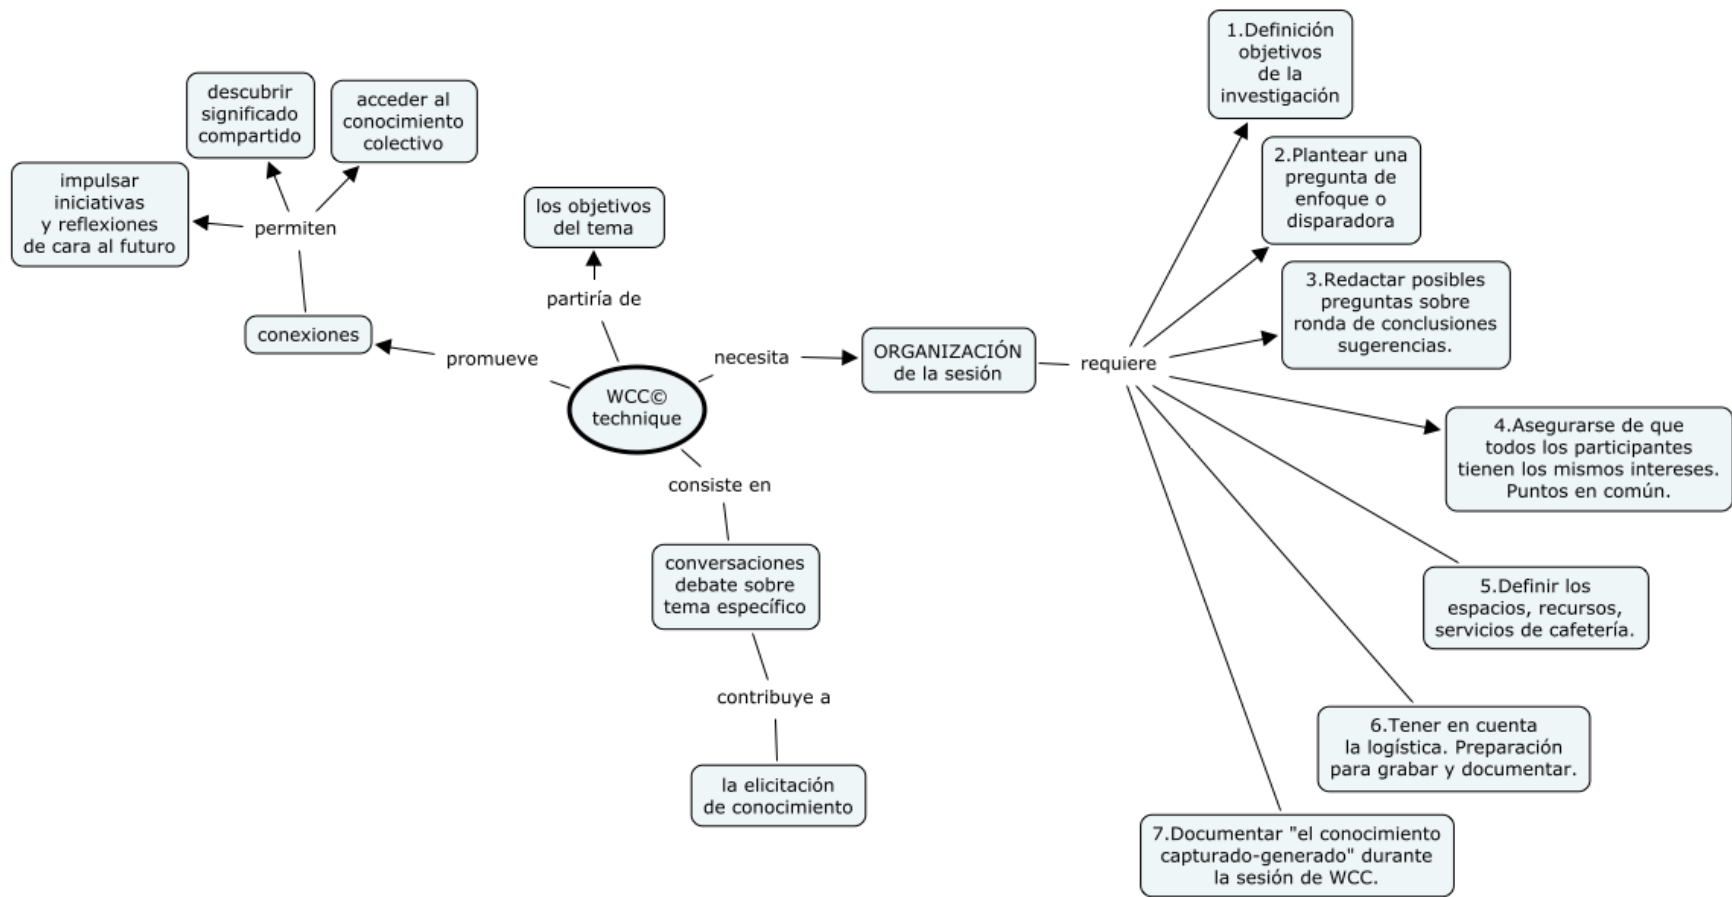 descubrir
significado
compartido
acceder al
conocimiento
colectivo
impulsar
iniciativas
y reflexiones
de cara al futuro
permiten
conexiones
promueve
los objetivos
del tema
partiría de
WCC©
technique
necesita
ORGANIZACIÓN
de la sesión
requiere
consiste en
conversaciones
debate sobre
tema específico
contribuye a
la elicitación
de conocimiento
1.Definición
objetivos
de la
investigación
2.Plantear una
pregunta de
enfoque o
disparadora
3.Redactar posibles
preguntas sobre
ronda de conclusiones
sugerencias.
4.Asegurarse de que
todos los participantes
tienen los mismos intereses.
Puntos en común.
5.Definir los
espacios, recursos,
servicios de cafetería.
6.Tener en cuenta
la logística. Preparación
para grabar y documentar.
7.Documentar "el conocimiento
capturado-generado" durante
la sesión de WCC.